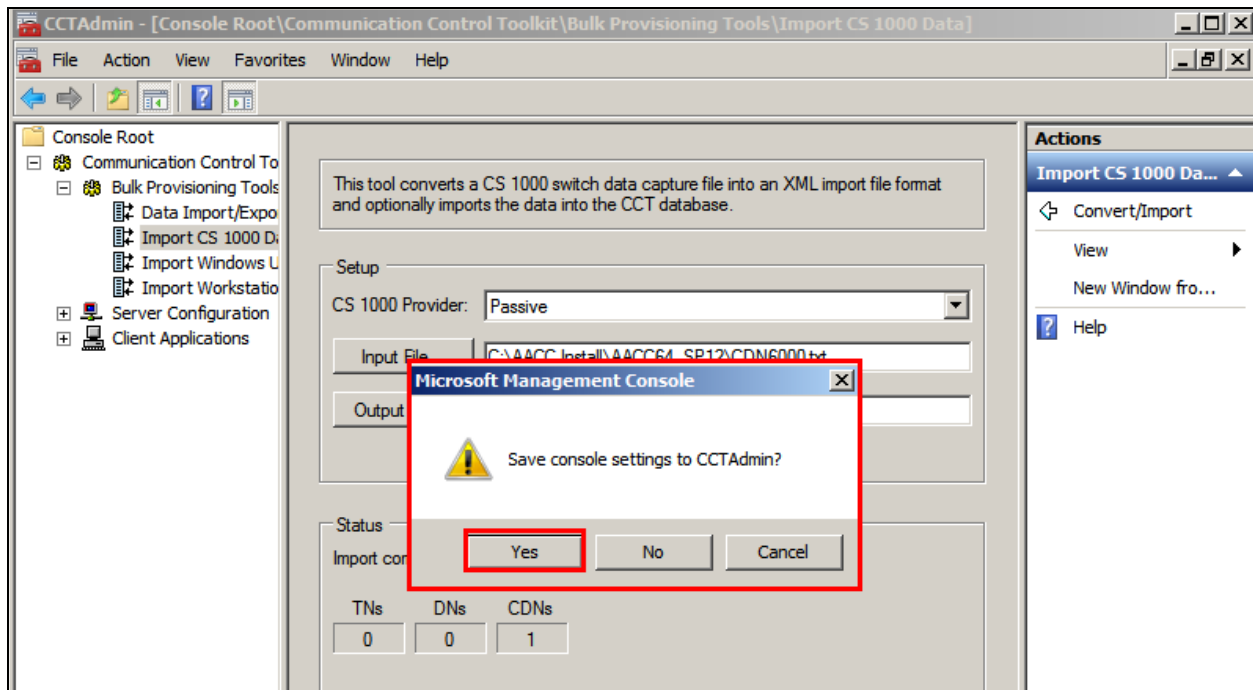 CCTAdmin - [Console Root\Communication Control Toolkit\Bulk Provisioning Tools\Import CS 1000 Data]
File Action View Favorites Window Help
Console Root
Communication Control To
Bulk Provisioning Tools
Data Import/Expo
Import CS 1000 Da
Import Windows U
Import Workstatio
Server Configuration
Client Applications
This tool converts a CS 1000 switch data capture file into an XML import file format
and optionally imports the data into the CCT database.
Setup
CS 1000 Provider: Passive
Input File C:\AACC Install\AACC64_SP12\CDN6000.txt
Output
Microsoft Management Console
Save console settings to CCTAdmin?
Yes No Cancel
Status
Import con
TNs DNs CDNs
0 0 1
Actions
Import CS 1000 Da...
Convert/Import
View
New Window fro...
Help